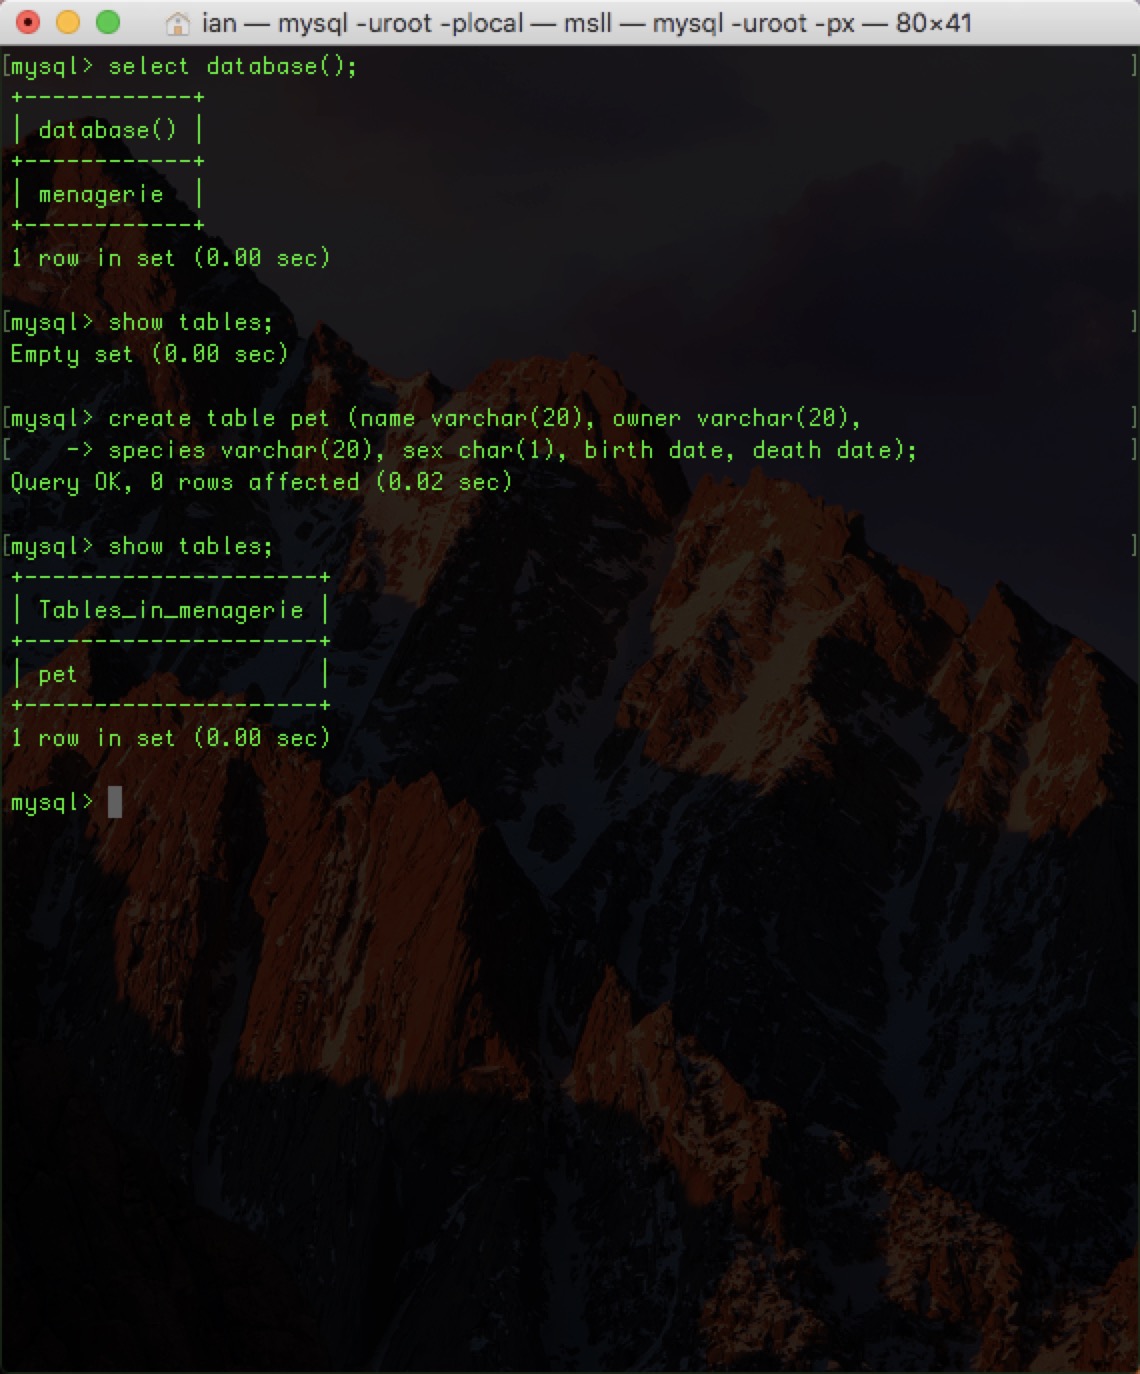 ian — mysql -uroot -plocal — msll — mysql -uroot -px — 80×41
[mysql> select database(); ]
+------------+
| database() |
+------------+
| menagerie  |
+------------+
1 row in set (0.00 sec)
[mysql> show tables; ]
Empty set (0.00 sec)
[mysql> create table pet (name varchar(20), owner varchar(20), ]
[    -> species varchar(20), sex char(1), birth date, death date); ]
Query OK, 0 rows affected (0.02 sec)
[mysql> show tables; ]
+---------------------+
| Tables_in_menagerie |
+---------------------+
| pet                 |
+---------------------+
1 row in set (0.00 sec)
mysql>